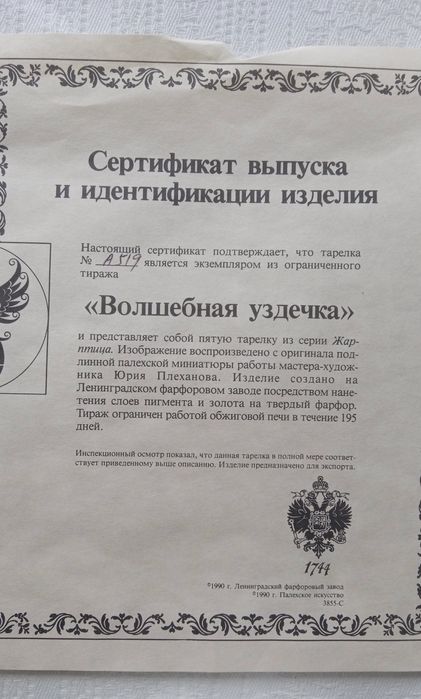 Сертификат выпуска
и идентификации изделия
Настоящий сертификат подтверждает, что тарелка
№ A519 является экземпляром из ограниченного
тиража
«Волшебная уздечка»
и представляет собой пятую тарелку из серии Жар-
птица. Изображение воспроизведено с оригинала под-
линной палехской миниатюры работы мастера-худож-
ника Юрия Плеханова. Изделие создано на
Ленинградском фарфоровом заводе посредством нане-
тения слоев пигмента и золота на твердый фарфор.
Тираж ограничен работой обжиговой печи в течение 195
дней.
Инспекционный осмотр показал, что данная тарелка в полной мере соответ-
ствует приведенному выше описанию. Изделие предназначено для экспорта.
1744
©1990 г. Ленинградский фарфоровый завод
©1990 г. Палехское искусство
3855-С